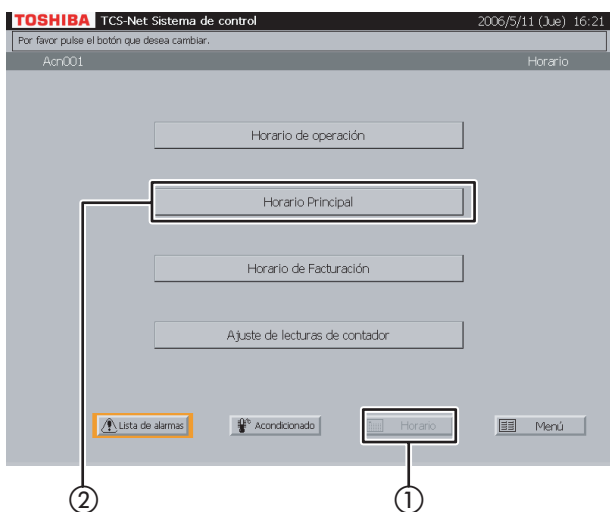 TOSHIBA TCS-Net Sistema de control 2006/5/11 (Jue) 16:21
Por favor pulse el botón que desea cambiar.
Acn001 Horario
Horario de operación
Horario Principal
Horario de Facturación
Ajuste de lecturas de contador
Lista de alarmas Acondicionado Horario Menú
② ①